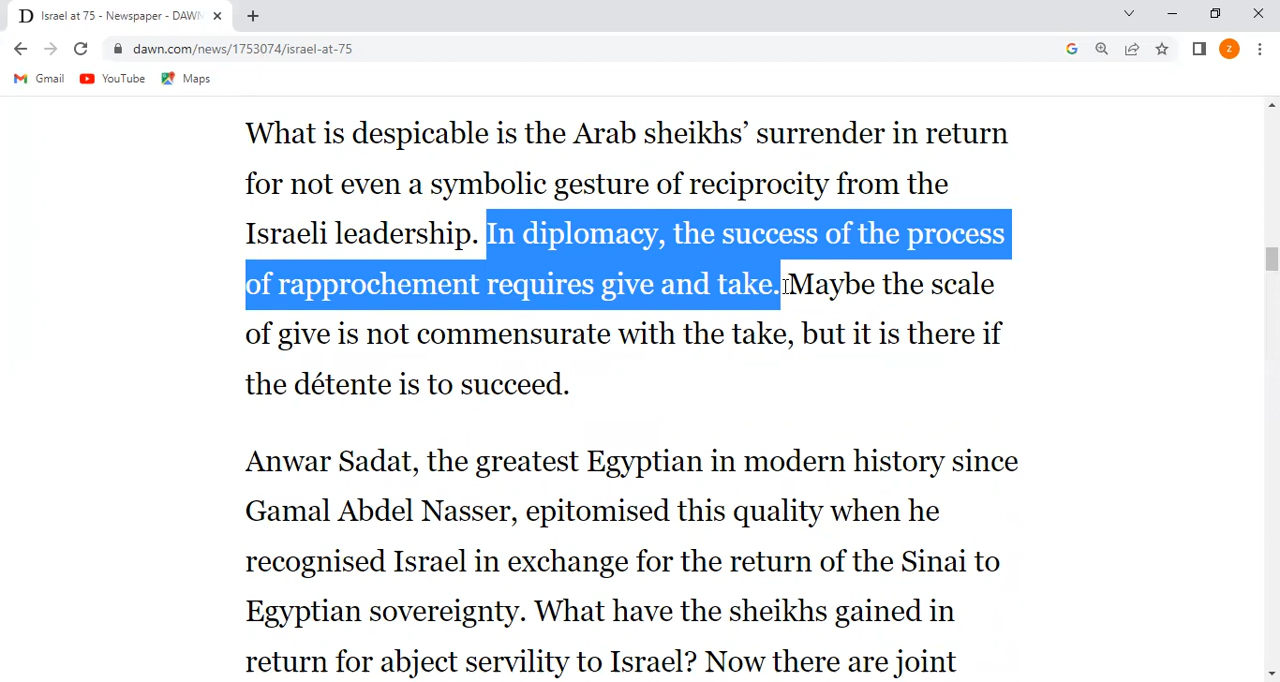 D Israel at 75 - Newspaper - DAWN
dawn.com/news/1753074/israel-at-75
G
z
Gmail YouTube Maps
What is despicable is the Arab sheikhs’ surrender in return
for not even a symbolic gesture of reciprocity from the
Israeli leadership. In diplomacy, the success of the process
of rapprochement requires give and take. Maybe the scale
of give is not commensurate with the take, but it is there if
the détente is to succeed.
Anwar Sadat, the greatest Egyptian in modern history since
Gamal Abdel Nasser, epitomised this quality when he
recognised Israel in exchange for the return of the Sinai to
Egyptian sovereignty. What have the sheikhs gained in
return for abject servility to Israel? Now there are joint